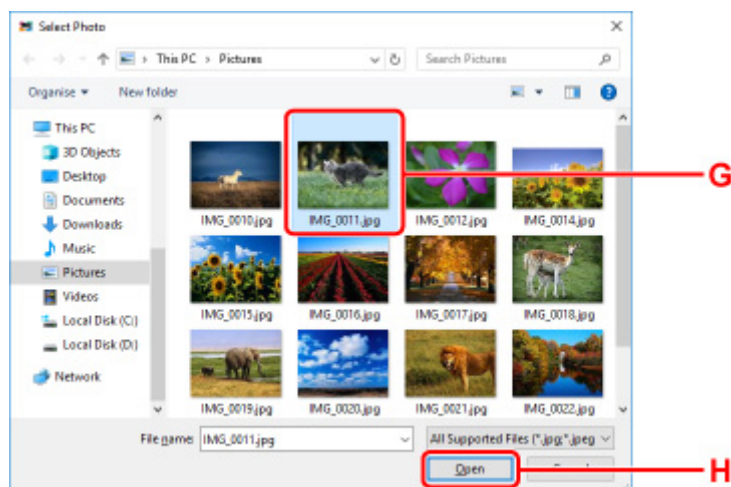 Select Photo
This PC > Pictures
Search Pictures
Organise
New folder
This PC
3D Objects
Desktop
Documents
Downloads
Music
Pictures
Videos
Local Disk (C:)
Local Disk (D:)
Network
IMG_0010.jpg IMG_0011.jpg IMG_0012.jpg IMG_0014.jpg
G
IMG_0015.jpg IMG_0016.jpg IMG_0017.jpg IMG_0018.jpg
IMG_0019.jpg IMG_0020.jpg IMG_0021.jpg IMG_0022.jpg
File name: IMG_0011.jpg All Supported Files (*.jpg;*.jpeg
Open
H